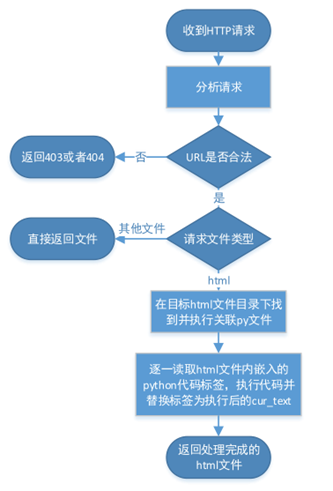 收到HTTP请求
分析请求
URL是否合法
否
返回403或者404
是
请求文件类型
其他文件
直接返回文件
html
在目标html文件目录下找
到并执行关联py文件
逐一读取html文件内嵌入的
python代码标签，执行代码并
替换标签为执行后的cur_text
返回处理完成的
html文件